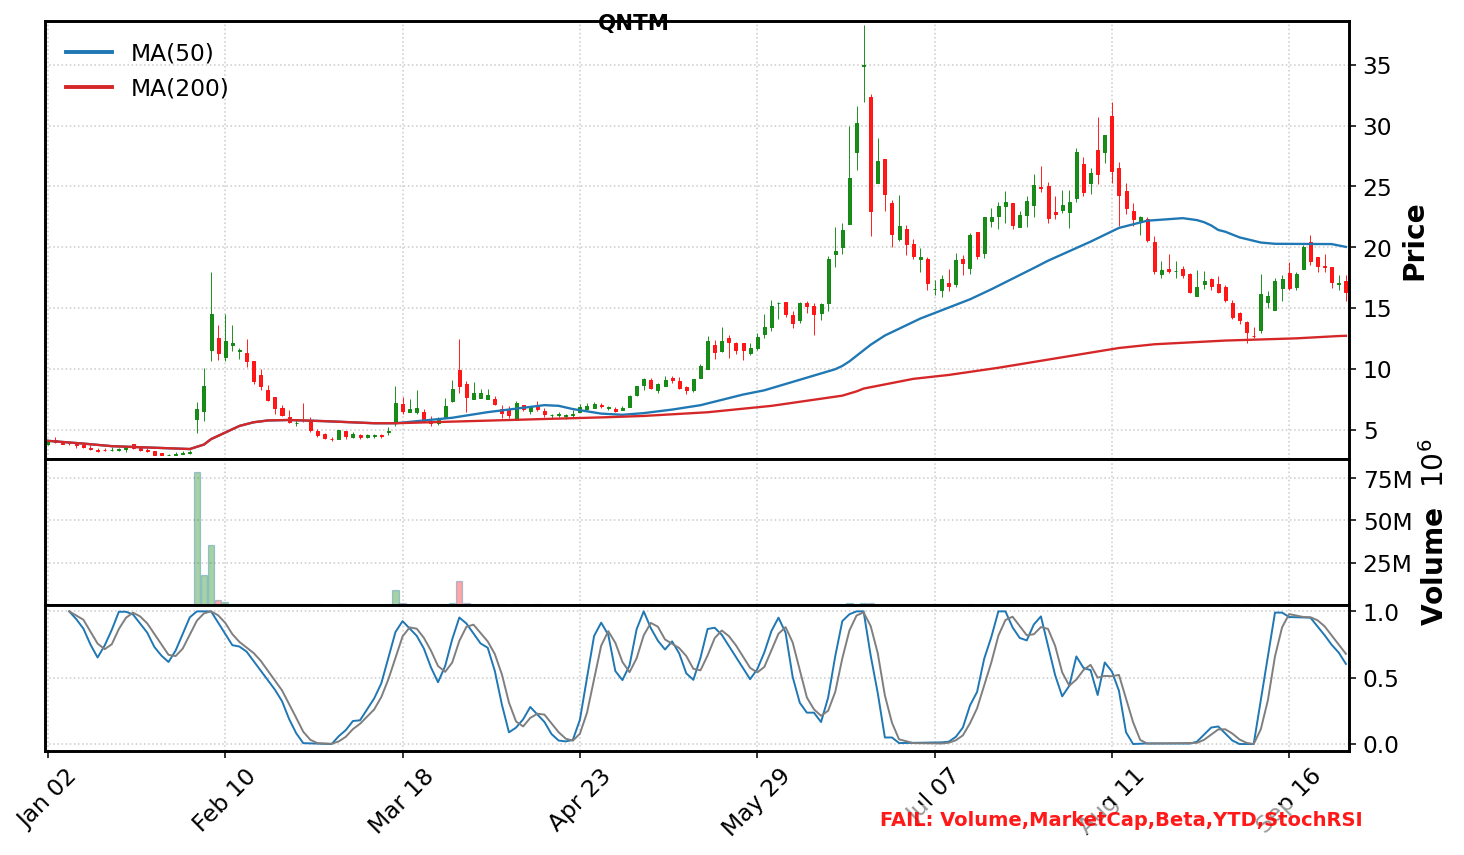 QNTM
MA(50)
MA(200)
35
30
25
20
15
10
5
Price
75M
50M
25M
Volume 10⁶
1.0
0.5
0.0
Jan 02
Feb 10
Mar 18
Apr 23
May 29
Jul 07
Aug 11
Sep 16
FAIL: Volume,MarketCap,Beta,YTD,StochRSI